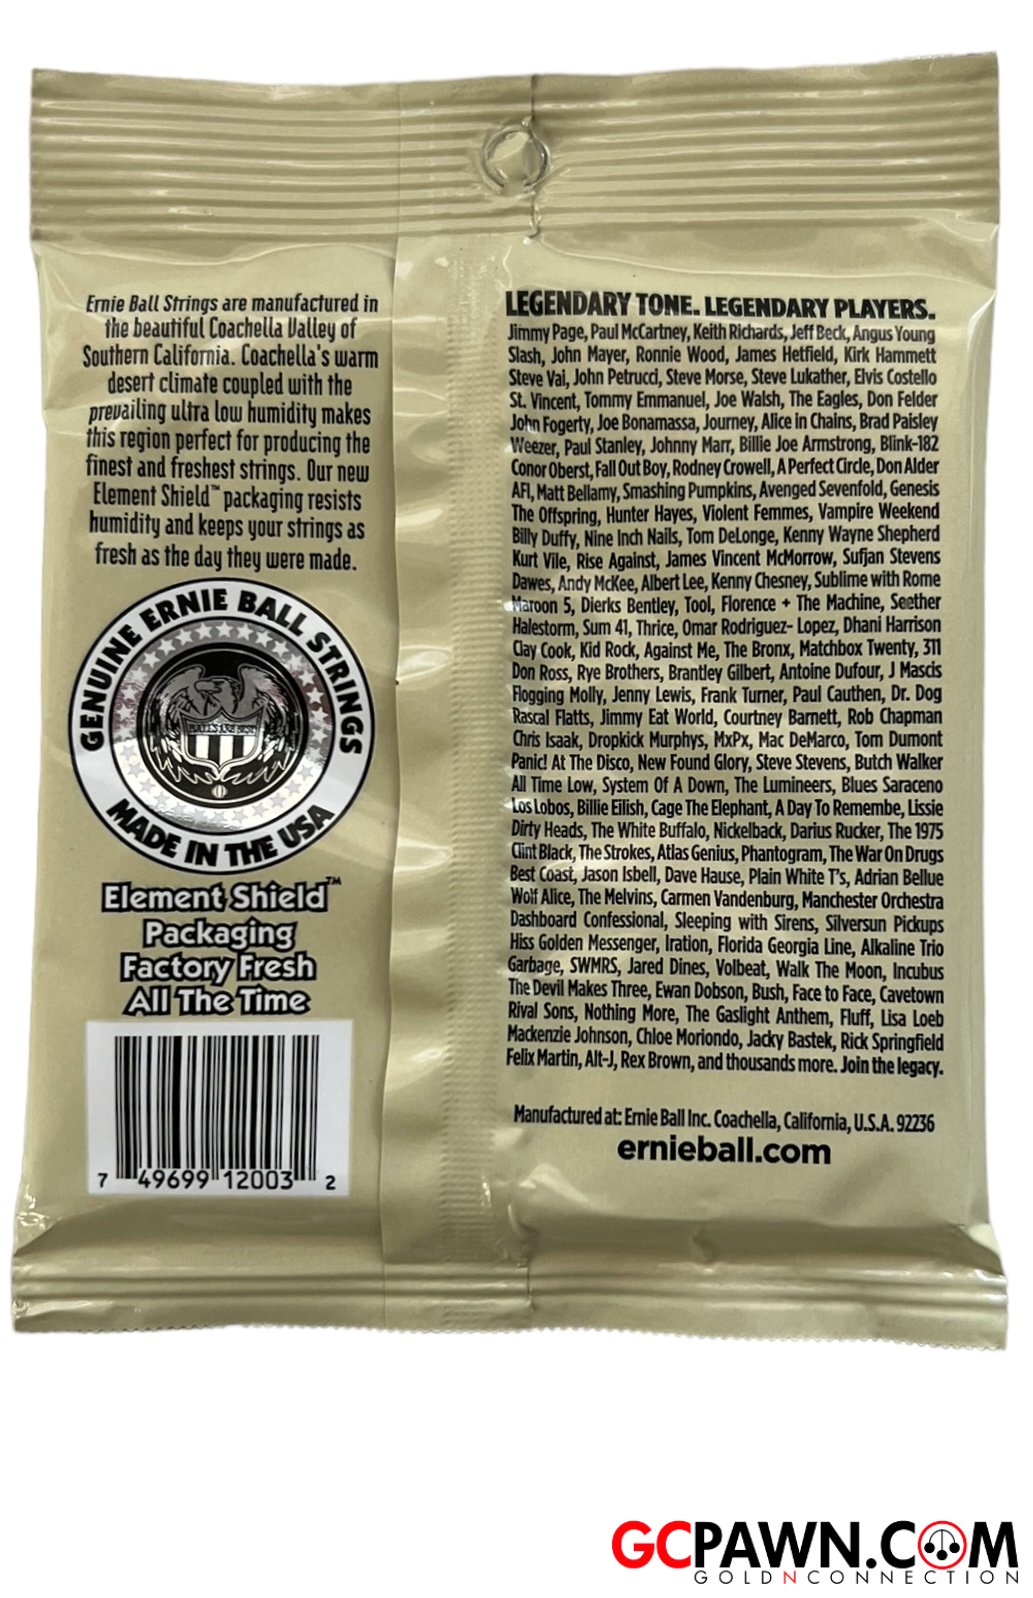 Ernie Ball Strings are manufactured in
the beautiful Coachella Valley of
Southern California. Coachella's warm
desert climate coupled with the
prevailing ultra low humidity makes
this region perfect for producing the
finest and freshest strings. Our new
Element Shield™ packaging resists
humidity and keeps your strings as
fresh as the day they were made.
GENUINE ERNIE BALL STRINGS
MADE IN THE USA
Element Shield™
Packaging
Factory Fresh
All The Time
7 49699 12003 2
LEGENDARY TONE. LEGENDARY PLAYERS.
Jimmy Page, Paul McCartney, Keith Richards, Jeff Beck, Angus Young
Slash, John Mayer, Ronnie Wood, James Hetfield, Kirk Hammett
Steve Vai, John Petrucci, Steve Morse, Steve Lukather, Elvis Costello
St. Vincent, Tommy Emmanuel, Joe Walsh, The Eagles, Don Felder
John Fogerty, Joe Bonamassa, Journey, Alice in Chains, Brad Paisley
Weezer, Paul Stanley, Johnny Marr, Billie Joe Armstrong, Blink-182
Conor Oberst, Fall Out Boy, Rodney Crowell, A Perfect Circle, Don Alder
AFI, Matt Bellamy, Smashing Pumpkins, Avenged Sevenfold, Genesis
The Offspring, Hunter Hayes, Violent Femmes, Vampire Weekend
Billy Duffy, Nine Inch Nails, Tom DeLonge, Kenny Wayne Shepherd
Kurt Vile, Rise Against, James Vincent McMorrow, Sufjan Stevens
Dawes, Andy McKee, Albert Lee, Kenny Chesney, Sublime with Rome
Maroon 5, Dierks Bentley, Tool, Florence + The Machine, Seether
Halestorm, Sum 41, Thrice, Omar Rodriguez- Lopez, Dhani Harrison
Clay Cook, Kid Rock, Against Me, The Bronx, Matchbox Twenty, 311
Don Ross, Rye Brothers, Brantley Gilbert, Antoine Dufour, J Mascis
Flogging Molly, Jenny Lewis, Frank Turner, Paul Cauthen, Dr. Dog
Rascal Flatts, Jimmy Eat World, Courtney Barnett, Rob Chapman
Chris Isaak, Dropkick Murphys, MxPx, Mac DeMarco, Tom Dumont
Panic! At The Disco, New Found Glory, Steve Stevens, Butch Walker
All Time Low, System Of A Down, The Lumineers, Blues Saraceno
Los Lobos, Billie Eilish, Cage The Elephant, A Day To Remembe, Lissie
Dirty Heads, The White Buffalo, Nickelback, Darius Rucker, The 1975
Clint Black, The Strokes, Atlas Genius, Phantogram, The War On Drugs
Best Coast, Jason Isbell, Dave Hause, Plain White T's, Adrian Bellue
Wolf Alice, The Melvins, Carmen Vandenburg, Manchester Orchestra
Dashboard Confessional, Sleeping with Sirens, Silversun Pickups
Hiss Golden Messenger, Iration, Florida Georgia Line, Alkaline Trio
Garbage, SWMRS, Jared Dines, Volbeat, Walk The Moon, Incubus
The Devil Makes Three, Ewan Dobson, Bush, Face to Face, Cavetown
Rival Sons, Nothing More, The Gaslight Anthem, Fluff, Lisa Loeb
Mackenzie Johnson, Chloe Moriondo, Jacky Bastek, Rick Springfield
Felix Martin, Alt-J, Rex Brown, and thousands more. Join the legacy.
Manufactured at: Ernie Ball Inc. Coachella, California, U.S.A. 92236
ernieball.com
GCPAWN.COM
GOLDNCONNECTION